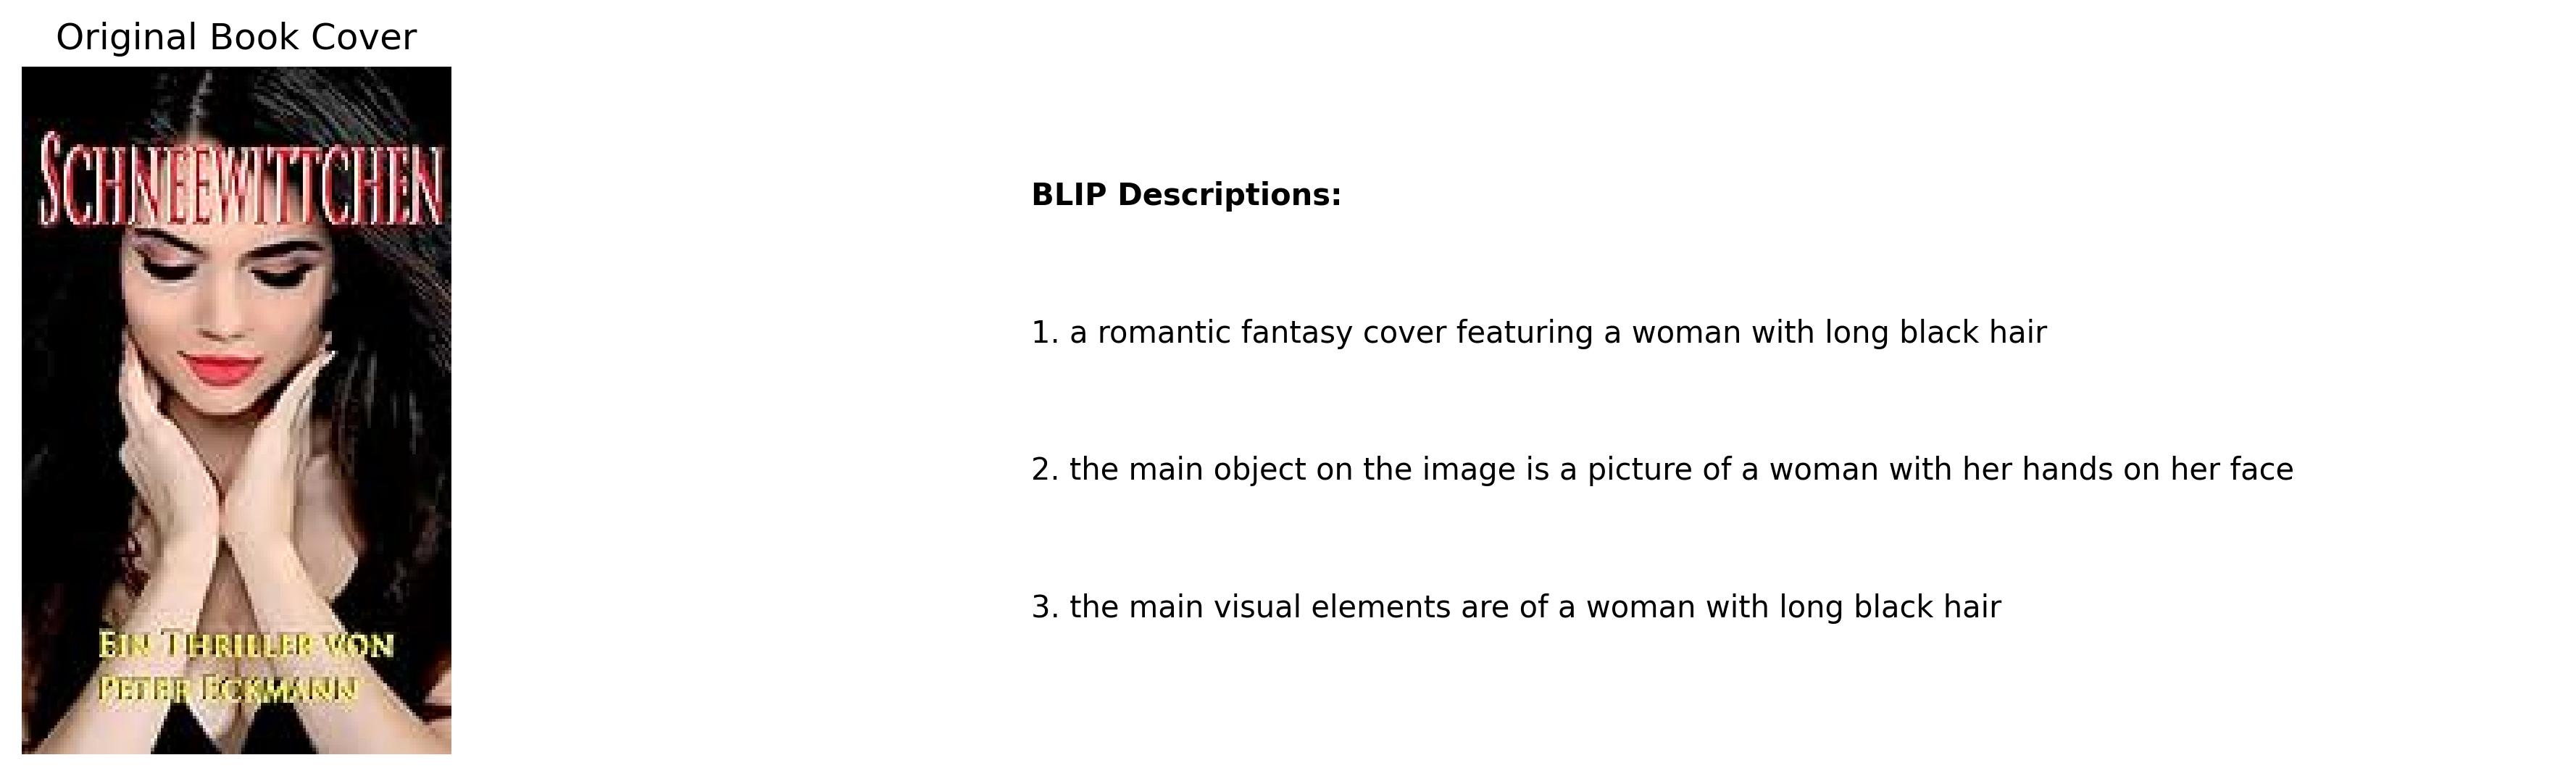 Original Book Cover
SCHNEEWITTCHEN
EIN THRILLER VON
PETER ECKMANN
BLIP Descriptions:
1. a romantic fantasy cover featuring a woman with long black hair
2. the main object on the image is a picture of a woman with her hands on her face
3. the main visual elements are of a woman with long black hair